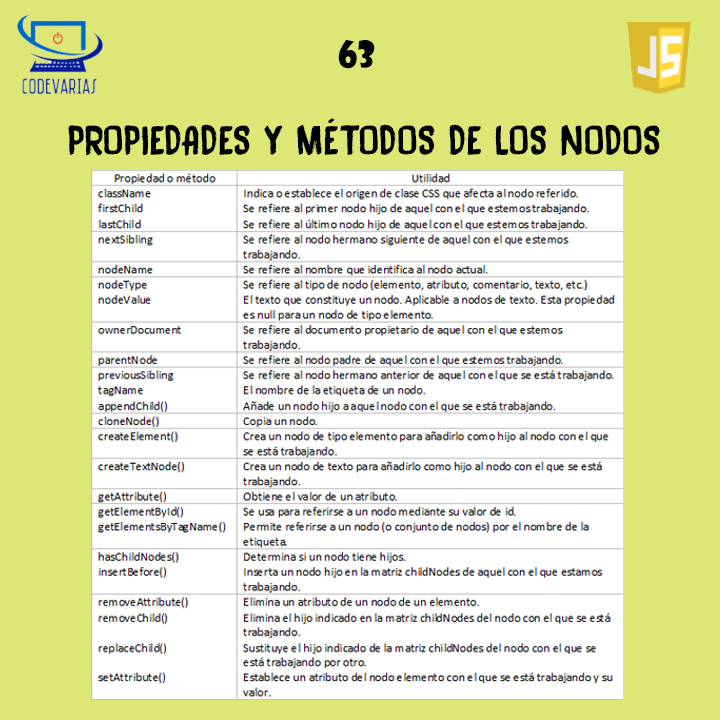 CODEVARIAS
63
JS
PROPIEDADES Y MÉTODOS DE LOS NODOS
Propiedad o método Utilidad
className Indica o establece el origen de clase CSS que afecta al nodo referido.
firstChild Se refiere al primer nodo hijo de aquel con el que estemos trabajando.
lastChild Se refiere al último nodo hijo de aquel con el que estemos trabajando.
nextSibling Se refiere al nodo hermano siguiente de aquel con el que estemos
trabajando.
nodeName Se refiere al nombre que identifica al nodo actual.
nodeType Se refiere al tipo de nodo (elemento, atributo, comentario, texto, etc.)
nodeValue El texto que constituye un nodo. Aplicable a nodos de texto. Esta propiedad
es null para un nodo de tipo elemento.
ownerDocument Se refiere al documento propietario de aquel con el que estemos
trabajando.
parentNode Se refiere al nodo padre de aquel con el que estemos trabajando.
previousSibling Se refiere al nodo hermano anterior de aquel con el que se está trabajando.
tagName El nombre de la etiqueta de un nodo.
appendChild() Añade un nodo hijo a aquel nodo con el que se está trabajando.
cloneNode() Copia un nodo.
createElement() Crea un nodo de tipo elemento para añadirlo como hijo al nodo con el que
se está trabajando.
createTextNode() Crea un nodo de texto para añadirlo como hijo al nodo con el que se está
trabajando.
getAttribute() Obtiene el valor de un atributo.
getElementById() Se usa para referirse a un nodo mediante su valor de id.
getElementsByTagName() Permite referirse a un nodo (o conjunto de nodos) por el nombre de la
etiqueta.
hasChildNodes() Determina si un nodo tiene hijos.
insertBefore() Inserta un nodo hijo en la matriz childNodes de aquel con el que estamos
trabajando.
removeAttribute() Elimina un atributo de un nodo de un elemento.
removeChild() Elimina el hijo indicado en la matriz childNodes del nodo con el que se está
trabajando.
replaceChild() Sustituye el hijo indicado de la matriz childNodes del nodo con el que se
está trabajando por otro.
setAttribute() Establece un atributo del nodo elemento con el que se está trabajando y su
valor.